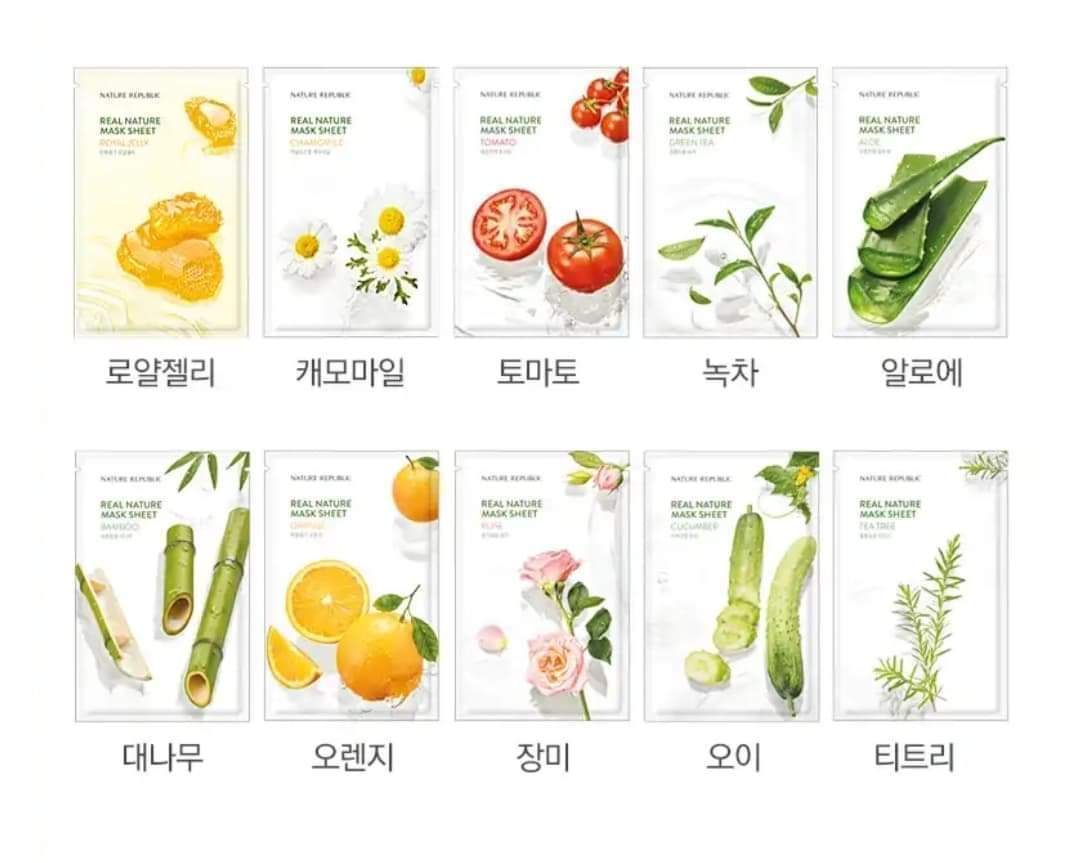 NATURE REPUBLIC
REAL NATURE
MASK SHEET
ROYAL JELLY
NATURE REPUBLIC
REAL NATURE
MASK SHEET
CHAMOMILE
NATURE REPUBLIC
REAL NATURE
MASK SHEET
TOMATO
NATURE REPUBLIC
REAL NATURE
MASK SHEET
GREEN TEA
NATURE REPUBLIC
REAL NATURE
MASK SHEET
ALOE
로얄젤리
캐모마일
토마토
녹차
알로에
NATURE REPUBLIC
REAL NATURE
MASK SHEET
BAMBOO
NATURE REPUBLIC
REAL NATURE
MASK SHEET
ORANGE
NATURE REPUBLIC
REAL NATURE
MASK SHEET
ROSE
NATURE REPUBLIC
REAL NATURE
MASK SHEET
CUCUMBER
NATURE REPUBLIC
REAL NATURE
MASK SHEET
TEA TREE
대나무
오렌지
장미
오이
티트리